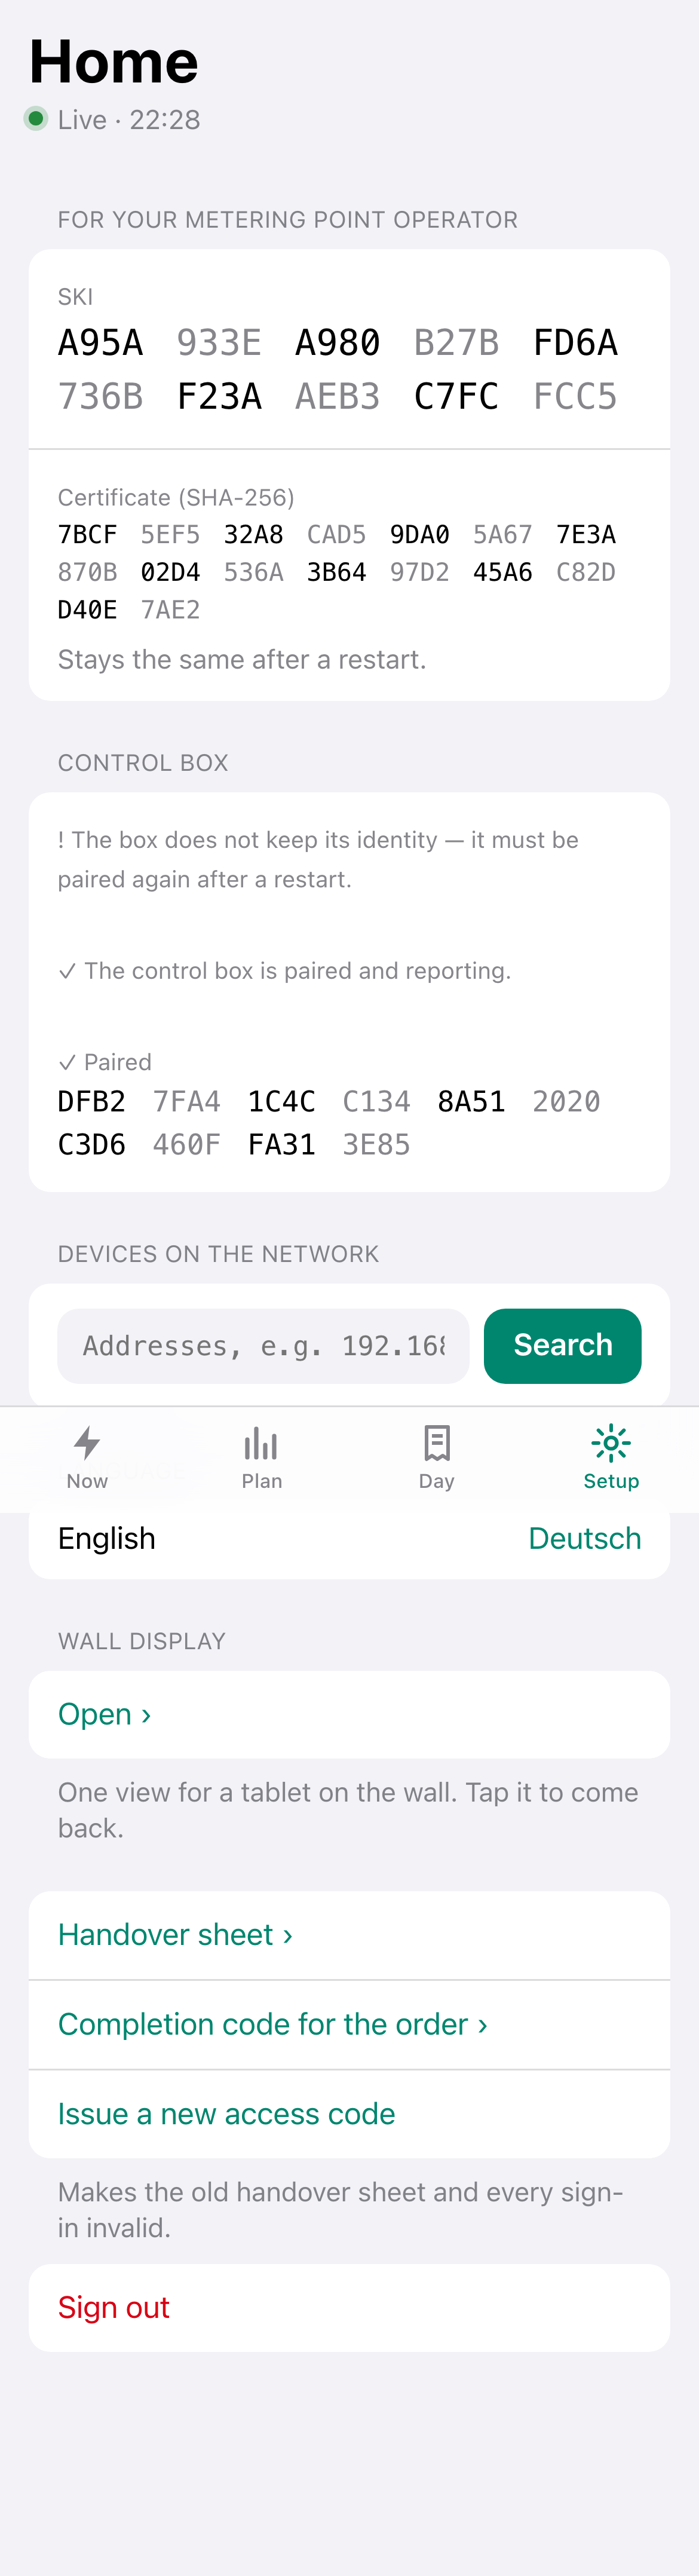 Home
Live · 22:28
FOR YOUR METERING POINT OPERATOR
SKI
A95A 933E A980 B27B FD6A
736B F23A AEB3 C7FC FCC5
Certificate (SHA-256)
7BCF 5EF5 32A8 CAD5 9DA0 5A67 7E3A
870B 02D4 536A 3B64 97D2 45A6 C82D
D40E 7AE2
Stays the same after a restart.
CONTROL BOX
! The box does not keep its identity — it must be
paired again after a restart.
✓ The control box is paired and reporting.
✓ Paired
DFB2 7FA4 1C4C C134 8A51 2020
C3D6 460F FA31 3E85
DEVICES ON THE NETWORK
Addresses, e.g. 192.168 Search
Now Plan Day Setup
English Deutsch
WALL DISPLAY
Open ›
One view for a tablet on the wall. Tap it to come
back.
Handover sheet ›
Completion code for the order ›
Issue a new access code
Makes the old handover sheet and every sign-
in invalid.
Sign out